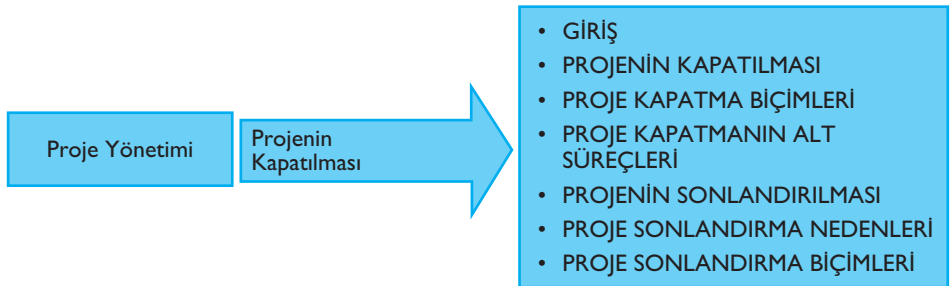 Proje Yönetimi
Projenin
Kapatılması
• GİRİŞ
• PROJENİN KAPATILMASI
• PROJE KAPATMA BİÇİMLERİ
• PROJE KAPATMANIN ALT
SÜREÇLERİ
• PROJENİN SONLANDIRILMASI
• PROJE SONLANDIRMA NEDENLERİ
• PROJE SONLANDIRMA BİÇİMLERİ